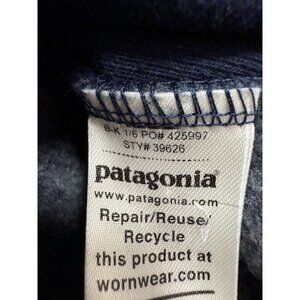 B-K 1/6 PO# 425997
STY# 39626
patagonia®
www.patagonia.com
Repair/Reuse/
Recycle
this product at
wornwear.com